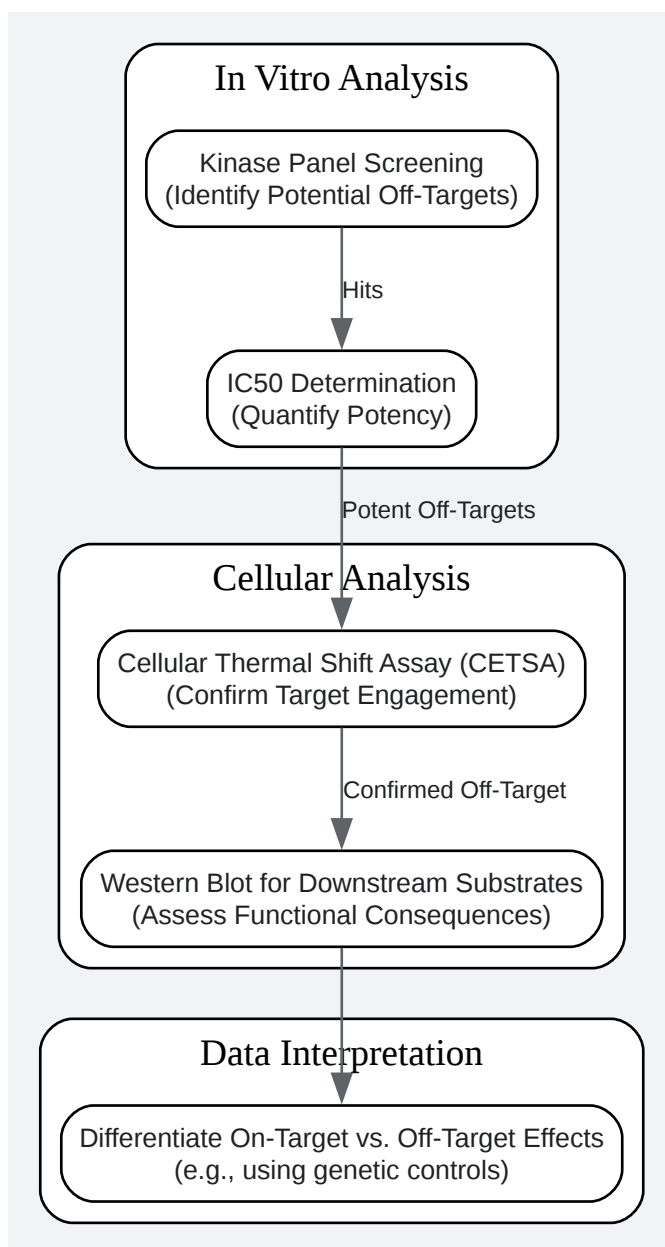 In Vitro Analysis
Kinase Panel Screening
(Identify Potential Off-Targets)
Hits
IC50 Determination
(Quantify Potency)
Potent Off-Targets
Cellular Analysis
Cellular Thermal Shift Assay (CETSA)
(Confirm Target Engagement)
Confirmed Off-Target
Western Blot for Downstream Substrates
(Assess Functional Consequences)
Data Interpretation
Differentiate On-Target vs. Off-Target Effects
(e.g., using genetic controls)